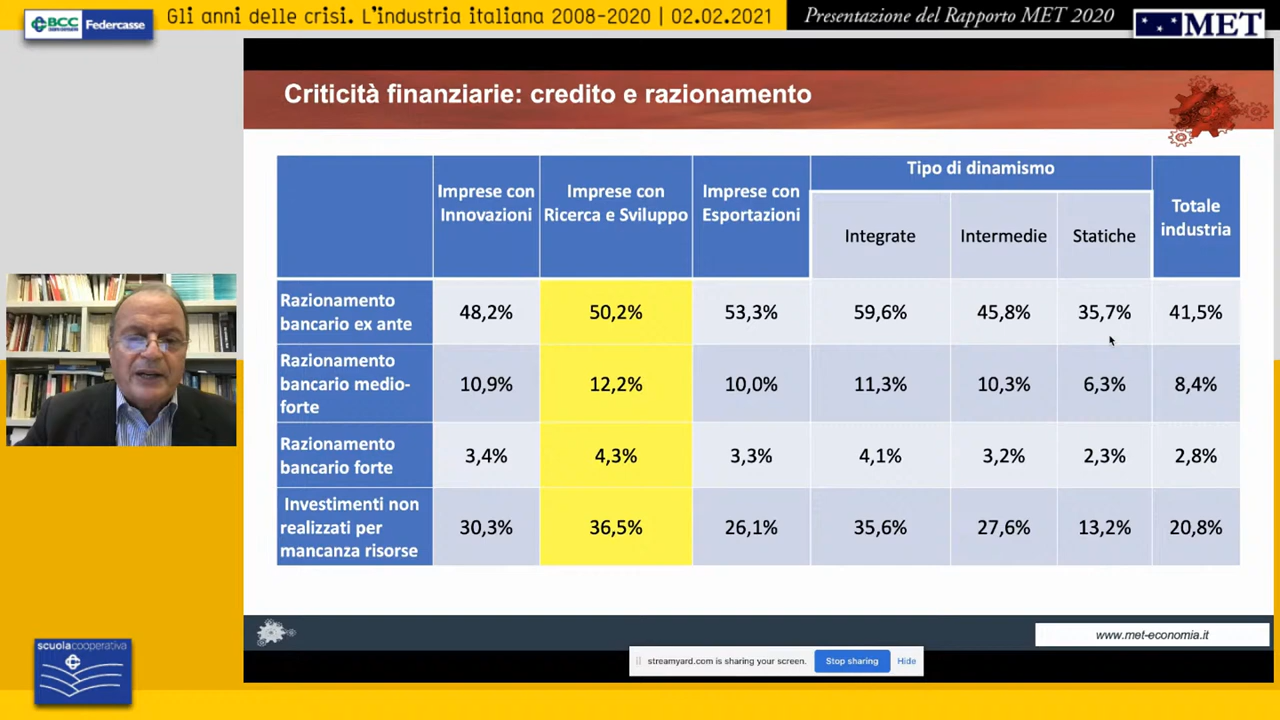 BCC
Federcasse
Gli anni delle crisi. L'industria italiana 2008-2020 | 02.02.2021
Presentazione del Rapporto MET 2020
MET
Criticità finanziarie: credito e razionamento
Imprese con
Innovazioni
Imprese con
Ricerca e Sviluppo
Imprese con
Esportazioni
Tipo di dinamismo
Integrate
Intermedie
Statiche
Totale
industria
Razionamento
bancario ex ante
48,2%
50,2%
53,3%
59,6%
45,8%
35,7%
41,5%
Razionamento
bancario medio-
forte
10,9%
12,2%
10,0%
11,3%
10,3%
6,3%
8,4%
Razionamento
bancario forte
3,4%
4,3%
3,3%
4,1%
3,2%
2,3%
2,8%
Investimenti non
realizzati per
mancanza risorse
30,3%
36,5%
26,1%
35,6%
27,6%
13,2%
20,8%
www.met-economia.it
scuolacooperativa
streamyard.com is sharing your screen.
Stop sharing
Hide